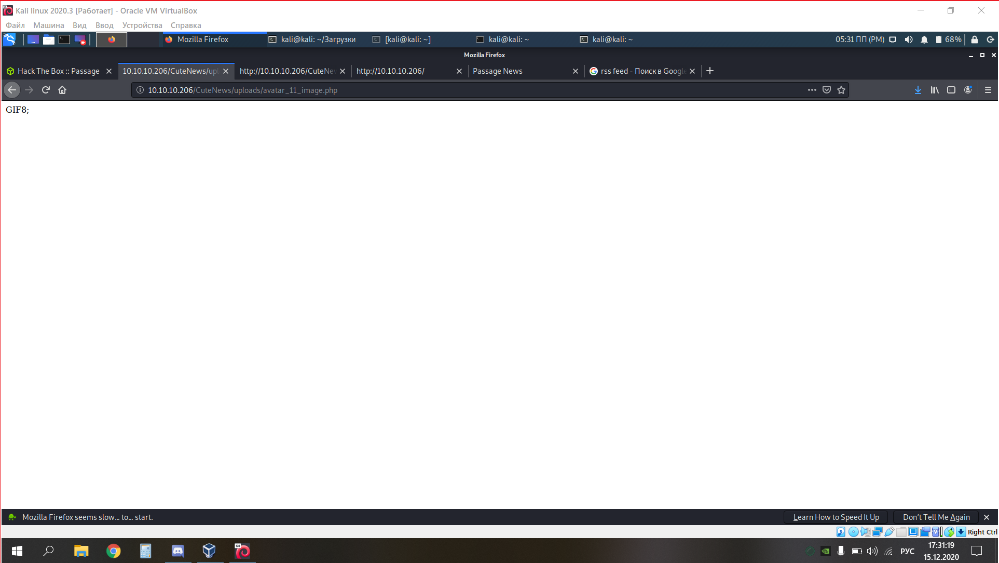 Kali linux 2020.3 [Работает] - Oracle VM VirtualBox
Файл Машина Вид Ввод Устройства Справка
Mozilla Firefox kali@kali: ~/Загрузки [kali@kali: ~] kali@kali: ~ kali@kali: ~ 05:31 ПП (PM) 68%
Mozilla Firefox
Hack The Box :: Passage 10.10.10.206/CuteNews/upl http://10.10.10.206/CuteNew http://10.10.10.206/ Passage News rss feed - Поиск в Google
10.10.10.206/CuteNews/uploads/avatar_11_image.php
GIF8;
Mozilla Firefox seems slow... to... start. Learn How to Speed It Up Don't Tell Me Again
Right Ctrl
64
РУС 17:31:19
15.12.2020